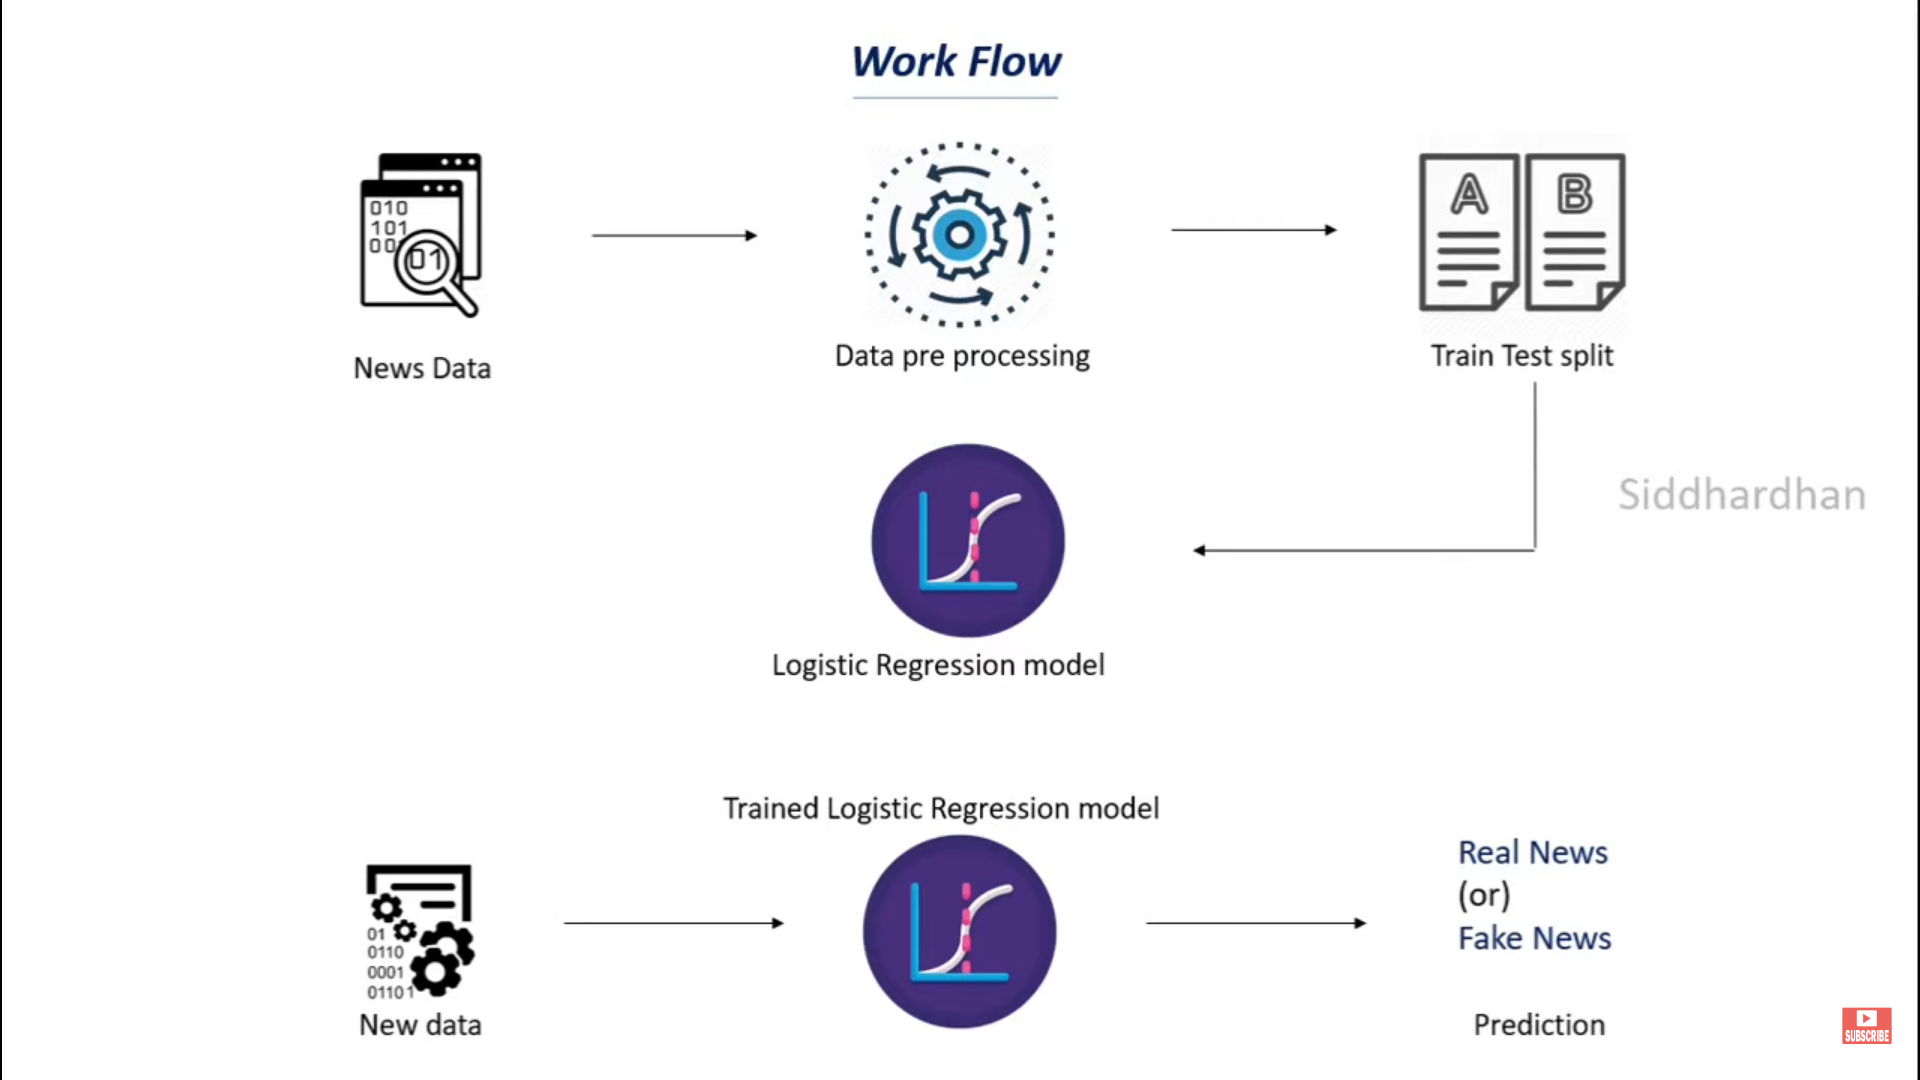 Work Flow
010
101
00
01
A
B
News Data
Data pre processing
Train Test split
Siddhardhan
Logistic Regression model
Trained Logistic Regression model
Real News
(or)
Fake News
01
0110
0001
01101
New data
Prediction
SUBSCRIBE